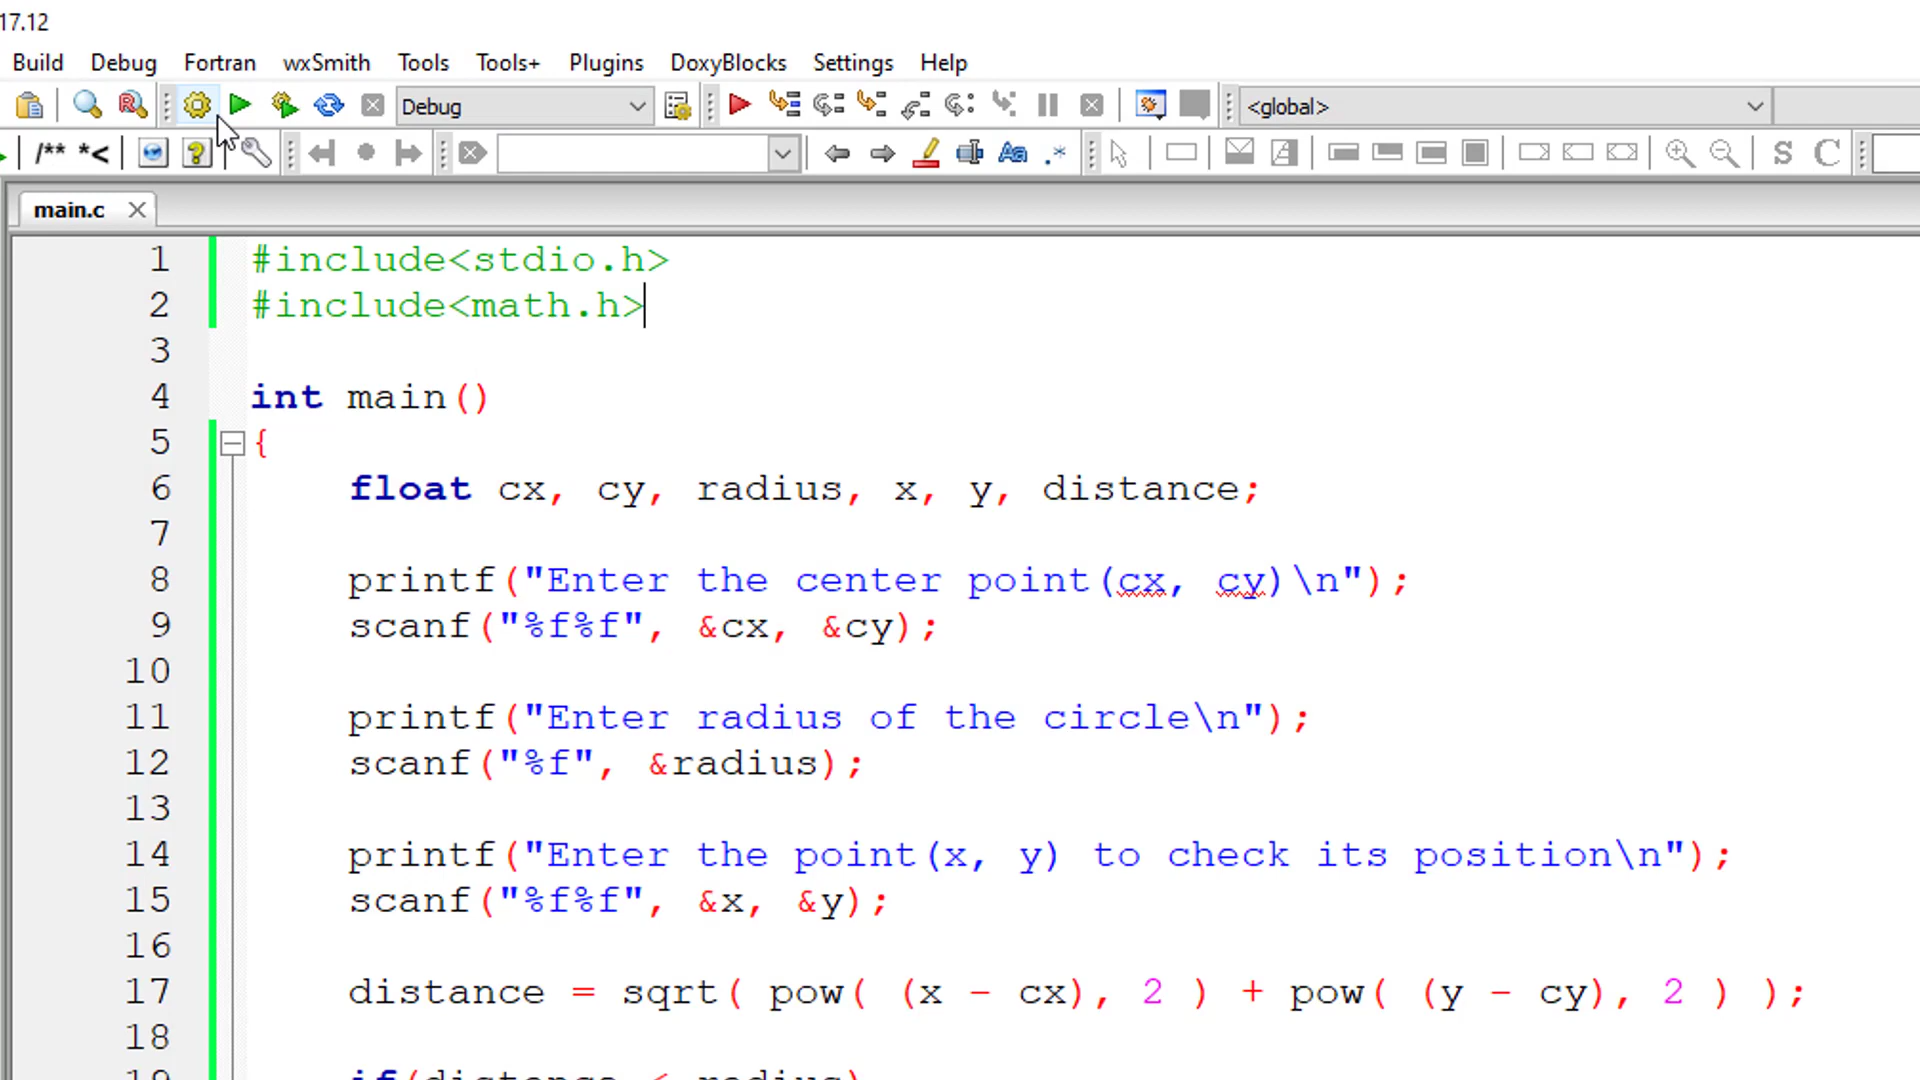 17.12
Build Debug Fortran wxSmith Tools Tools+ Plugins DoxyBlocks Settings Help
Debug <global>
/** *< S C
main.c
1 #include<stdio.h>
2 #include<math.h>
3
4 int main()
5 {
6 float cx, cy, radius, x, y, distance;
7
8 printf("Enter the center point(cx, cy)\n");
9 scanf("%f%f", &cx, &cy);
10
11 printf("Enter radius of the circle\n");
12 scanf("%f", &radius);
13
14 printf("Enter the point(x, y) to check its position\n");
15 scanf("%f%f", &x, &y);
16
17 distance = sqrt( pow( (x - cx), 2 ) + pow( (y - cy), 2 ) );
18
19 if(distance < radius)